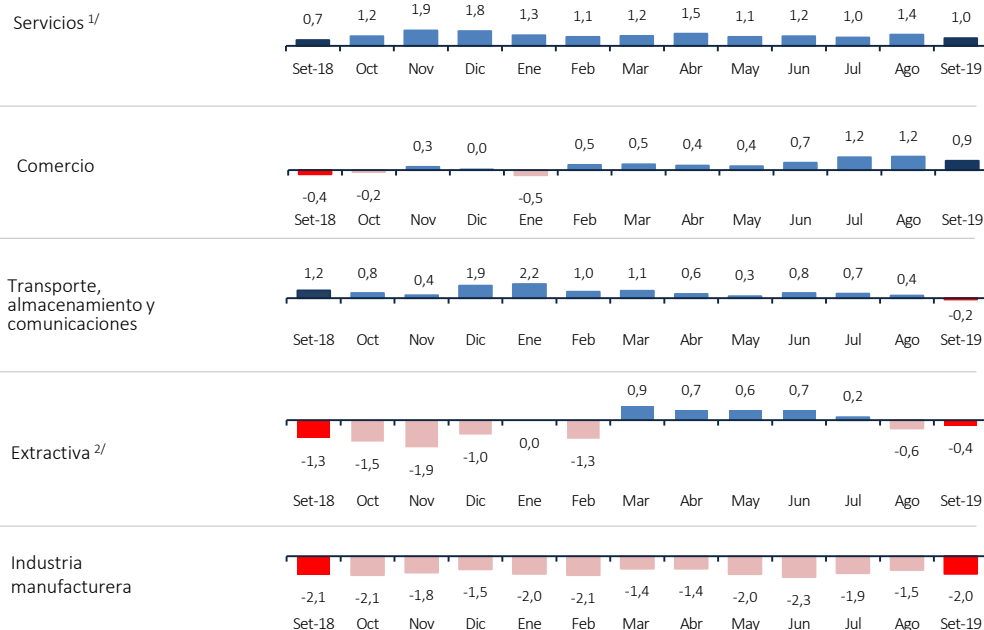 Servicios 1/
0,7 1,2 1,9 1,8 1,3 1,1 1,2 1,5 1,1 1,2 1,0 1,4 1,0
Set-18 Oct Nov Dic Ene Feb Mar Abr May Jun Jul Ago Set-19
Comercio
-0,4 -0,2 0,3 0,0 -0,5 0,5 0,5 0,4 0,4 0,7 1,2 1,2 0,9
Set-18 Oct Nov Dic Ene Feb Mar Abr May Jun Jul Ago Set-19
Transporte,
almacenamiento y
comunicaciones
1,2 0,8 0,4 1,9 2,2 1,0 1,1 0,6 0,3 0,8 0,7 0,4 -0,2
Set-18 Oct Nov Dic Ene Feb Mar Abr May Jun Jul Ago Set-19
Extractiva 2/
-1,3 -1,5 -1,9 -1,0 0,0 -1,3 0,9 0,7 0,6 0,7 0,2 -0,6 -0,4
Set-18 Oct Nov Dic Ene Feb Mar Abr May Jun Jul Ago Set-19
Industria
manufacturera
-2,1 -2,1 -1,8 -1,5 -2,0 -2,1 -1,4 -1,4 -2,0 -2,3 -1,9 -1,5 -2,0
Set-18 Oct Nov Dic Ene Feb Mar Abr May Jun Jul Ago Set-19